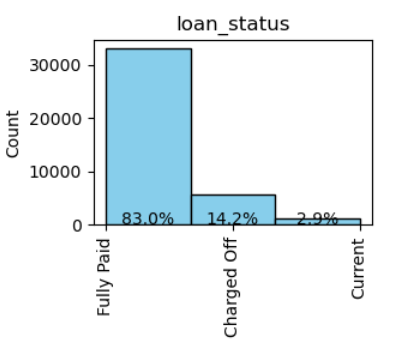 loan_status
Count
30000
20000
10000
0
83.0%
14.2%
2.9%
Fully Paid
Charged Off
Current